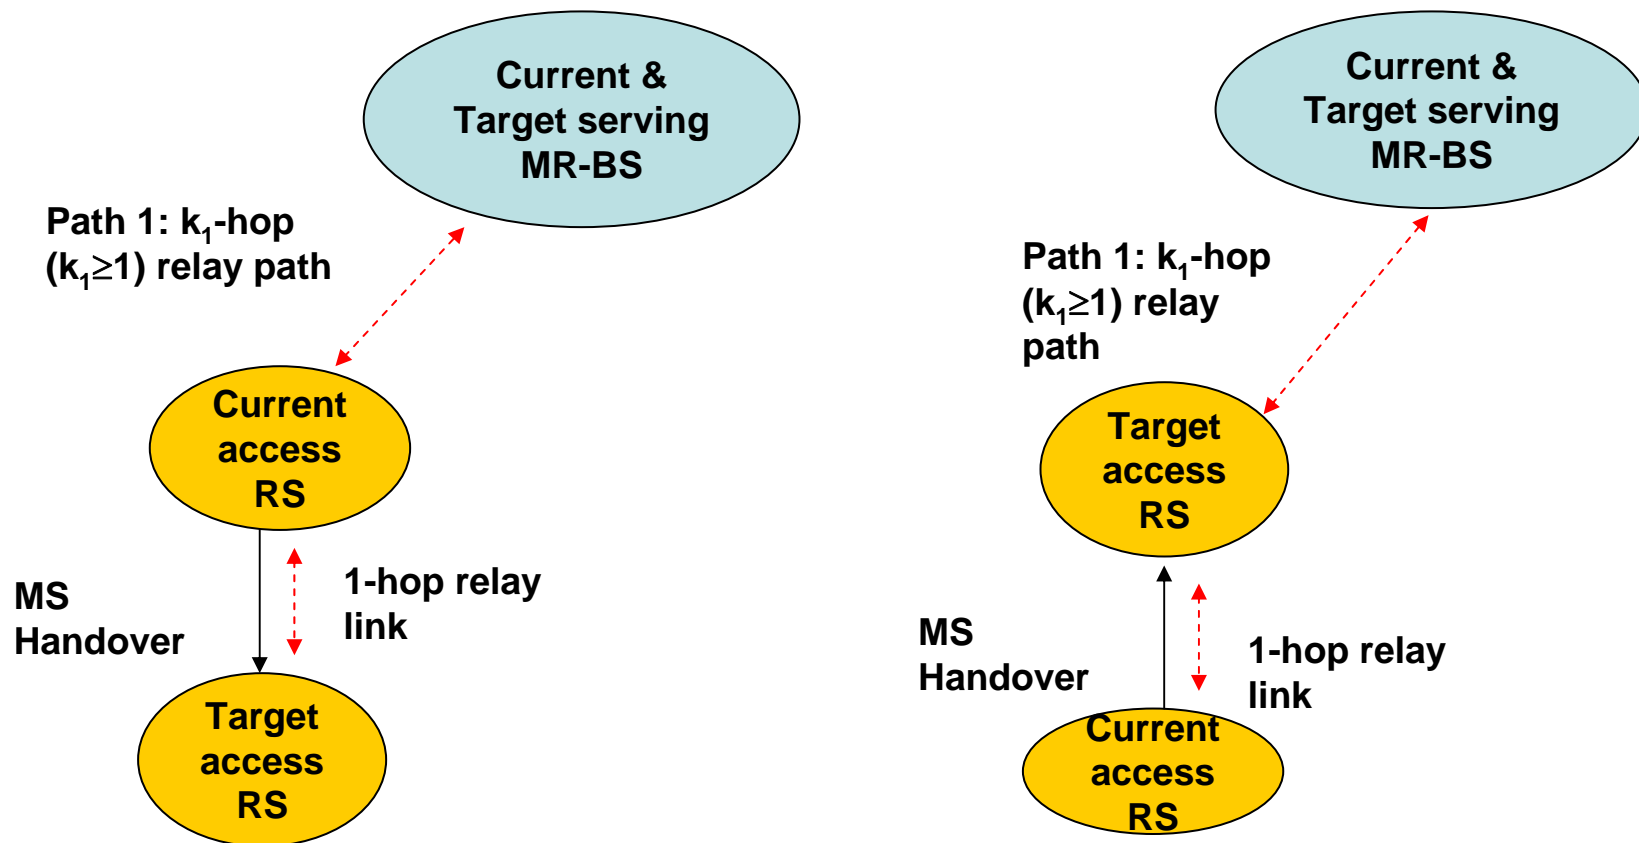 Current &
Target serving
MR-BS
Path 1: k₁-hop
(k₁≥1) relay path
Current
access
RS
MS
Handover
1-hop relay
link
Target
access
RS
Current &
Target serving
MR-BS
Path 1: k₁-hop
(k₁≥1) relay
path
Target
access
RS
MS
Handover
1-hop relay
link
Current
access
RS